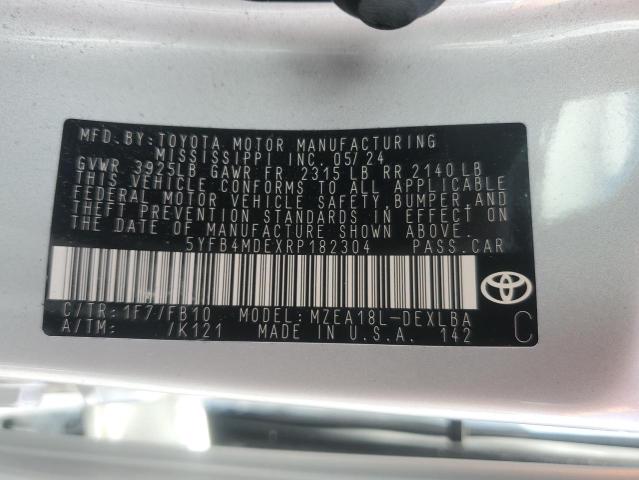 MFD. BY: TOYOTA MOTOR MANUFACTURING
MISSISSIPPI INC. 05/24
GVWR 3925LB GAWR FR 2315 LB RR 2140 LB
THIS VEHICLE CONFORMS TO ALL APPLICABLE
FEDERAL MOTOR VEHICLE SAFETY, BUMPER, AND
THEFT PREVENTION STANDARDS IN EFFECT ON
THE DATE OF MANUFACTURE SHOWN ABOVE.
5YFB4MDEXRP182304 PASS. CAR
C/TR: 1F7/FB10 MODEL: MZEA18L-DEXLBA
A/TM: /K121 MADE IN U.S.A. 142 C
TOYOTA